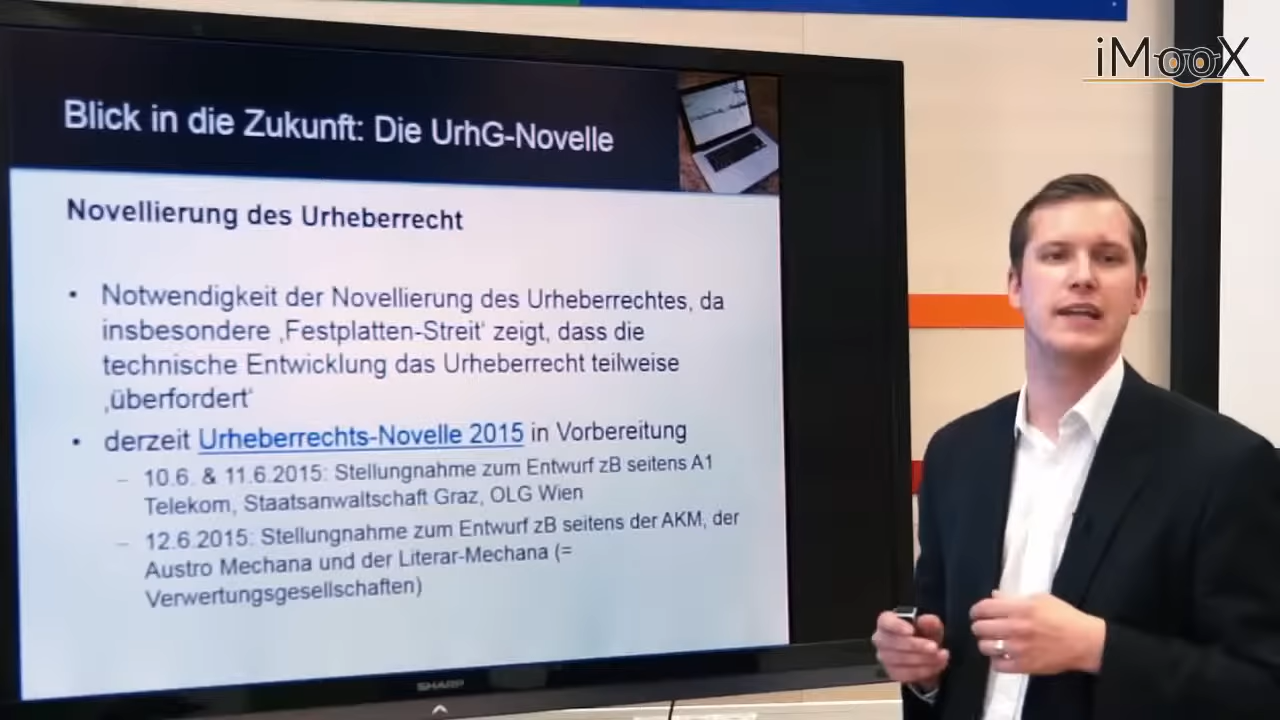 iMooX
Blick in die Zukunft: Die UrhG-Novelle
Novellierung des Urheberrecht
• Notwendigkeit der Novellierung des Urheberrechtes, da
insbesondere ‚Festplatten-Streit‘ zeigt, dass die
technische Entwicklung das Urheberrecht teilweise
‚überfordert‘
• derzeit Urheberrechts-Novelle 2015 in Vorbereitung
– 10.6. & 11.6.2015: Stellungnahme zum Entwurf zB seitens A1
Telekom, Staatsanwaltschaft Graz, OLG Wien
– 12.6.2015: Stellungnahme zum Entwurf zB seitens der AKM, der
Austro Mechana und der Literar-Mechana (=
Verwertungsgesellschaften)
SHARP